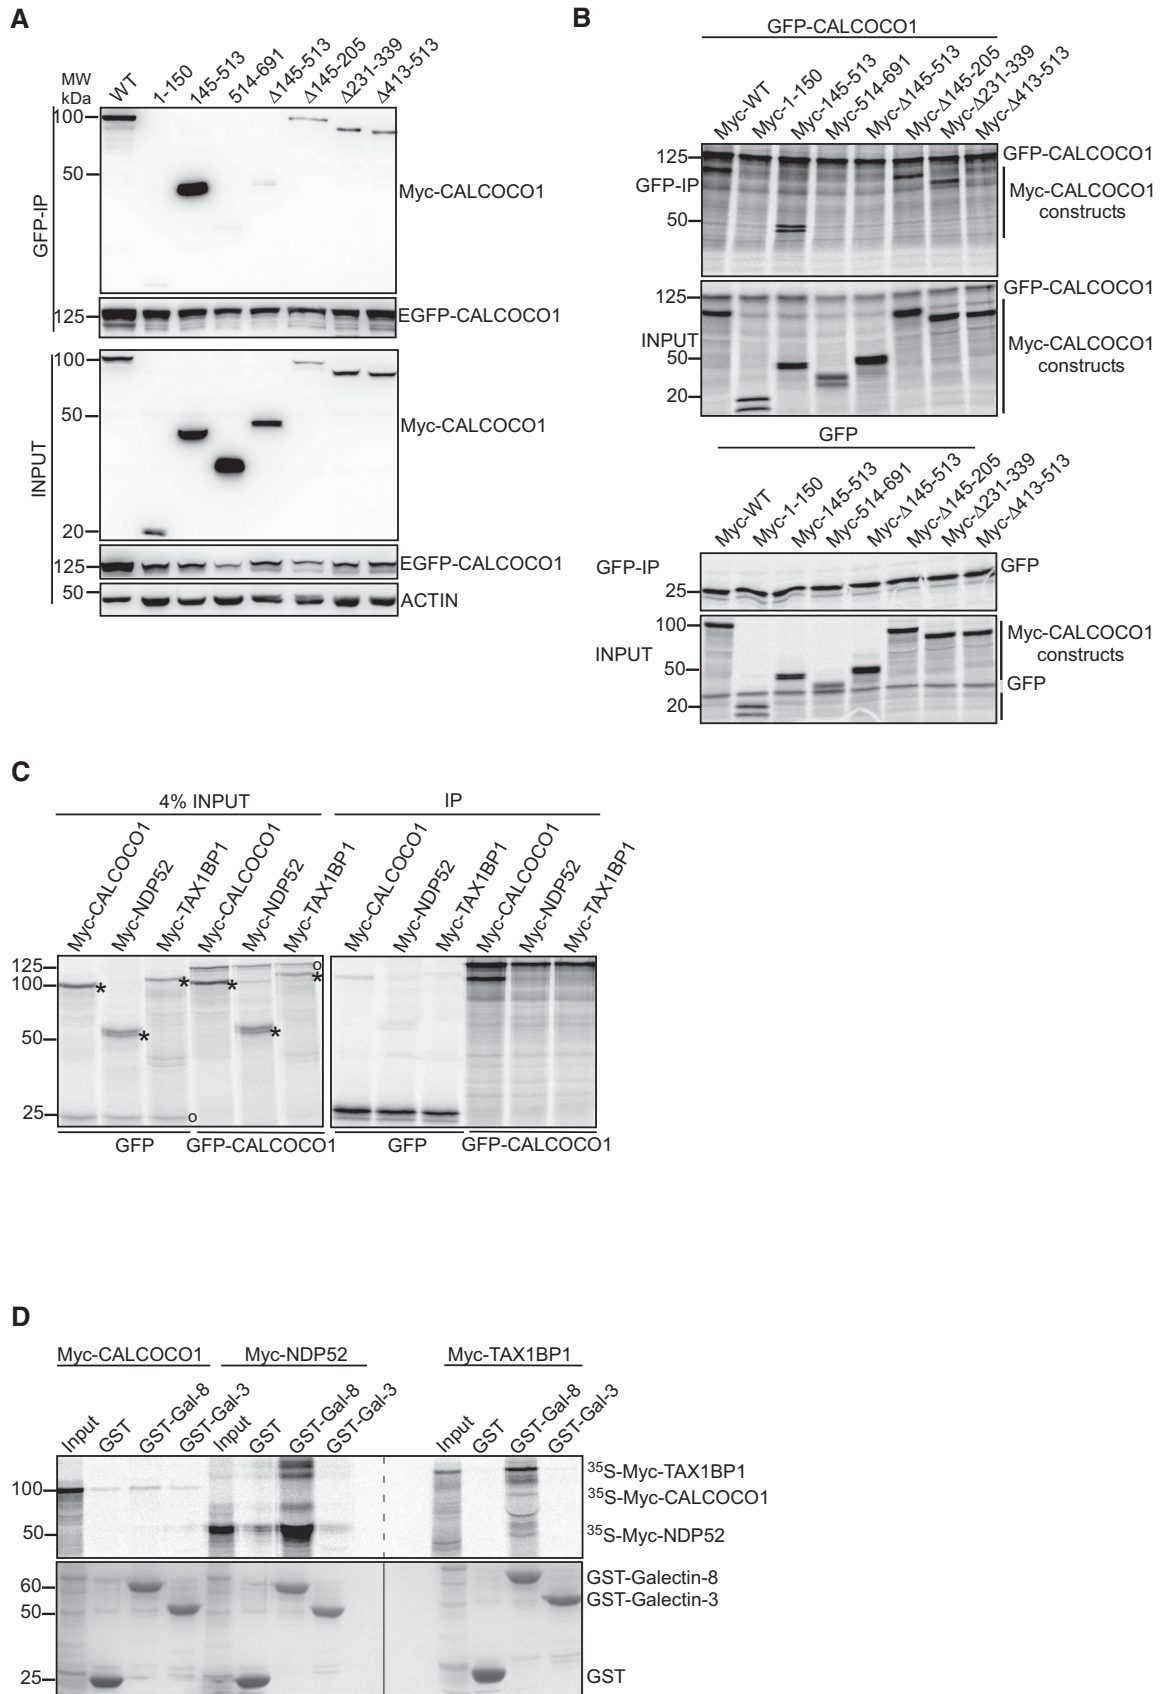 A
MW
kDa
WT
1-150
145-513
514-691
Δ145-513
Δ145-205
Δ231-339
Δ413-513
100
50
GFP-IP
Myc-CALCOCO1
125
EGFP-CALCOCO1
100
50
20
INPUT
Myc-CALCOCO1
125
EGFP-CALCOCO1
50
ACTIN
B
GFP-CALCOCO1
Myc-WT
Myc-1-150
Myc-145-513
Myc-514-691
Myc-Δ145-513
Myc-Δ145-205
Myc-Δ231-339
Myc-Δ413-513
125
GFP-IP
50
GFP-CALCOCO1
Myc-CALCOCO1
constructs
125
INPUT
50
20
GFP-CALCOCO1
Myc-CALCOCO1
constructs
GFP
Myc-WT
Myc-1-150
Myc-145-513
Myc-514-691
Myc-Δ145-513
Myc-Δ145-205
Myc-Δ231-339
Myc-Δ413-513
GFP-IP
25
GFP
INPUT
100
50
20
Myc-CALCOCO1
constructs
GFP
C
4% INPUT
IP
Myc-CALCOCO1
Myc-NDP52
Myc-TAX1BP1
Myc-CALCOCO1
Myc-NDP52
Myc-TAX1BP1
Myc-CALCOCO1
Myc-NDP52
Myc-TAX1BP1
Myc-CALCOCO1
Myc-NDP52
Myc-TAX1BP1
125
100
50
25
* * * * * *
o o
GFP
GFP-CALCOCO1
GFP
GFP-CALCOCO1
D
Myc-CALCOCO1
Myc-NDP52
Myc-TAX1BP1
Input
GST
GST-Gal-8
GST-Gal-3
Input
GST
GST-Gal-8
GST-Gal-3
Input
GST
GST-Gal-8
GST-Gal-3
100
50
35S-Myc-TAX1BP1
35S-Myc-CALCOCO1
35S-Myc-NDP52
60
50
25
GST-Galectin-8
GST-Galectin-3
GST